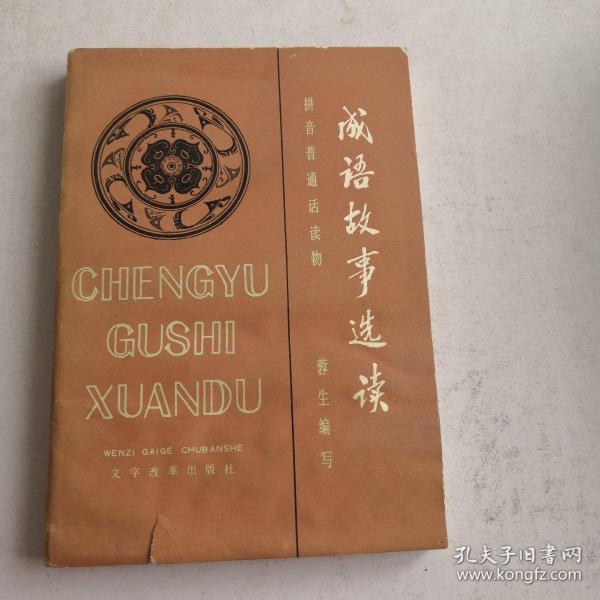 成语故事选读
拼音普通话读物
蓉生编写
CHENGYU
GUSHI
XUANDU
WENZI GAIGE CHUBANSHE
文字改革出版社
孔夫子旧书网
www.kongfz.com